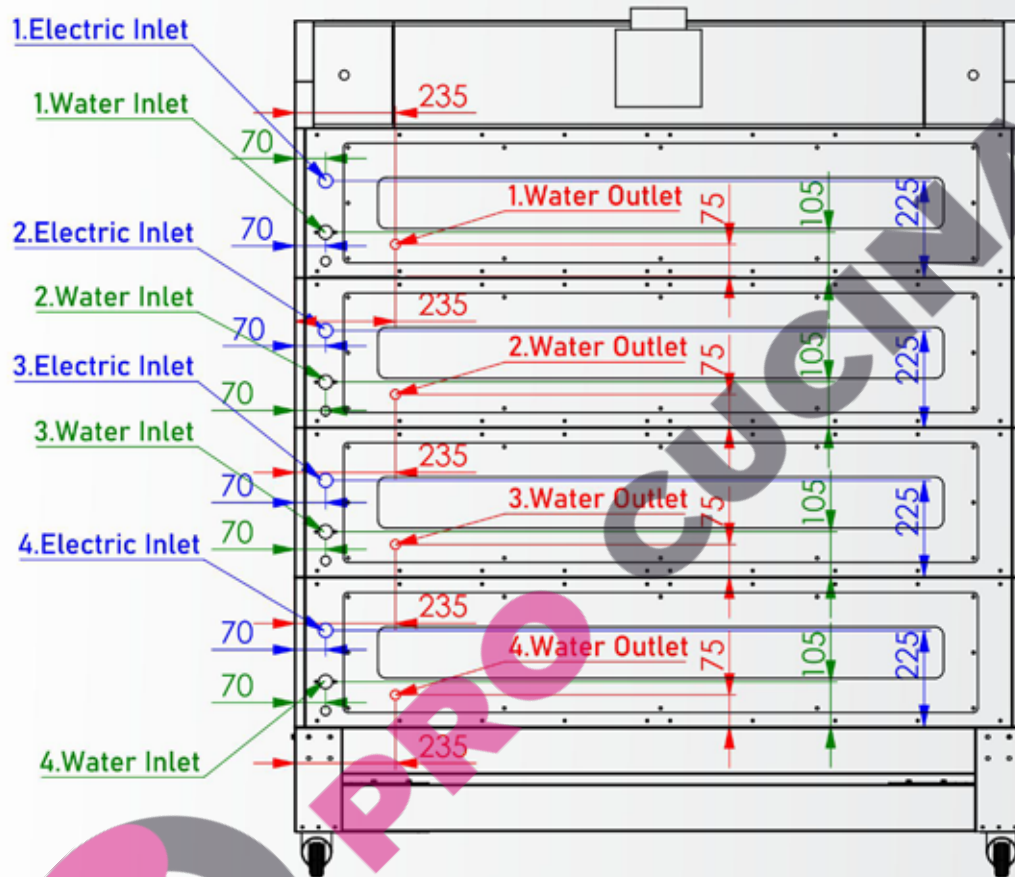 1.Electric Inlet
235
1.Water Inlet
70
1.Water Outlet
75
105
225
2.Electric Inlet
70
2.Water Inlet
235
70
2.Water Outlet
75
105
225
3.Electric Inlet
70
3.Water Inlet
235
70
3.Water Outlet
75
105
225
4.Electric Inlet
70
235
70
4.Water Outlet
75
105
225
70
4.Water Inlet
235
PRO CUCINA